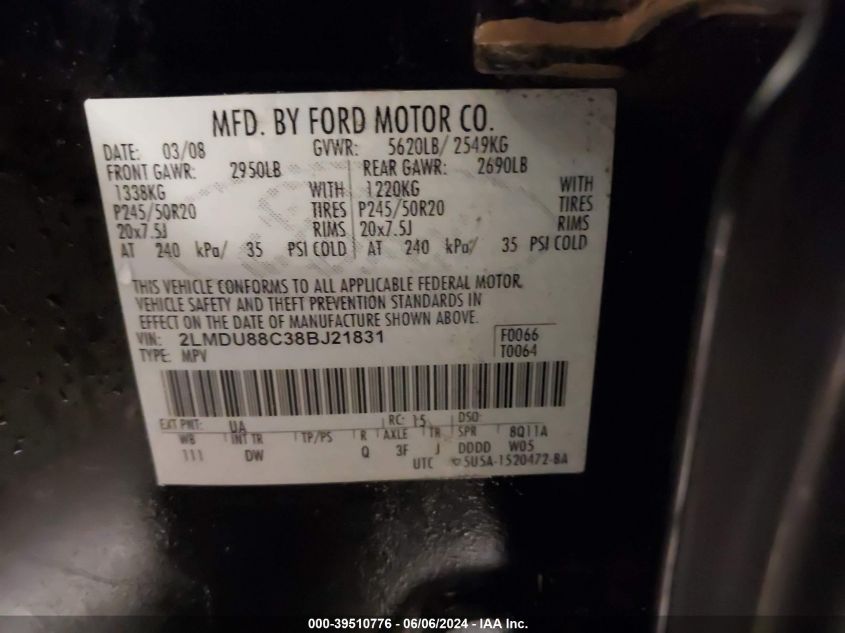 MFD. BY FORD MOTOR CO.
DATE: 03/08 GVWR: 5620LB/ 2549KG
FRONT GAWR: 2950LB REAR GAWR: 2690LB
1338KG WITH 1220KG WITH
P245/50R20 TIRES P245/50R20 TIRES
20x7.5J RIMS 20x7.5J RIMS
AT 240 kPa/ 35 PSI COLD AT 240 kPa/ 35 PSI COLD
THIS VEHICLE CONFORMS TO ALL APPLICABLE FEDERAL MOTOR
VEHICLE SAFETY AND THEFT PREVENTION STANDARDS IN
EFFECT ON THE DATE OF MANUFACTURE SHOWN ABOVE.
VIN: 2LMDU88C38BJ21831 F0066
TYPE: MPV T0064
EXT PNT: UA RC: 15 DSO:
WB INT TR TP/PS R AXLE TR SPR 8Q11A
111 DW Q 3F J DDDD W05
UTC 5U5A-1520472-BA
000-39510776 - 06/06/2024 - IAA Inc.